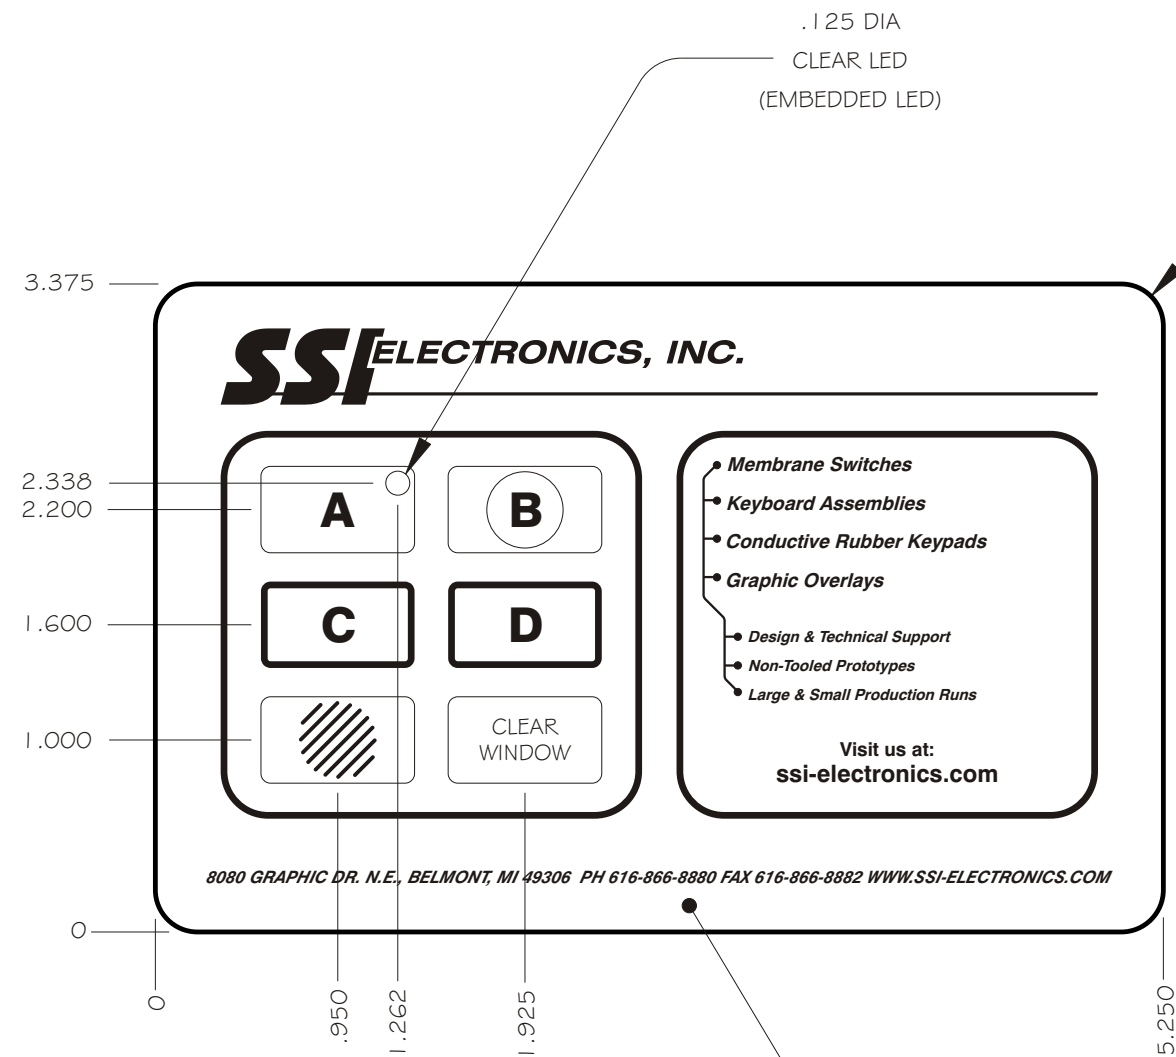 .125 DIA
CLEAR LED
(EMBEDDED LED)
3.375
SSI ELECTRONICS, INC.
2.338
2.200
A
B
Membrane Switches
Keyboard Assemblies
Conductive Rubber Keypads
Graphic Overlays
1.600
C
D
Design & Technical Support
Non-Tooled Prototypes
Large & Small Production Runs
1.000
CLEAR
WINDOW
Visit us at:
ssi-electronics.com
8080 GRAPHIC DR. N.E., BELMONT, MI 49306 PH 616-866-8880 FAX 616-866-8882 WWW.SSI-ELECTRONICS.COM
0
0
.950
1.262
1.925
5.250